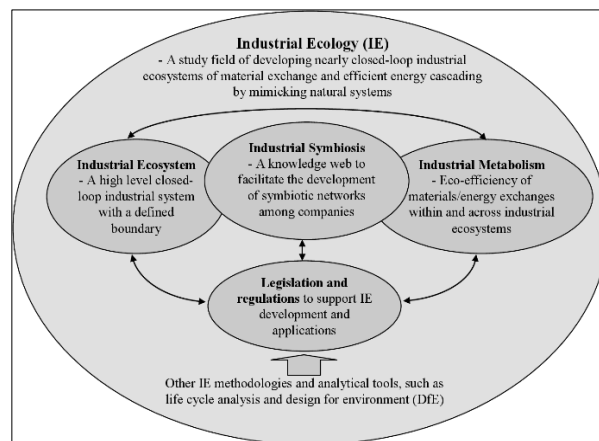 Industrial Ecology (IE)
- A study field of developing nearly closed-loop industrial
ecosystems of material exchange and efficient energy cascading
by mimicking natural systems
Industrial Ecosystem
- A high level closed-
loop industrial system
with a defined
boundary
Industrial Symbiosis
- A knowledge web to
facilitate the development
of symbiotic networks
among companies
Industrial Metabolism
- Eco-efficiency of
materials/energy exchanges
within and across industrial
ecosystems
Legislation and
regulations to support IE
development and
applications
Other IE methodologies and analytical tools, such as
life cycle analysis and design for environment (DfE)